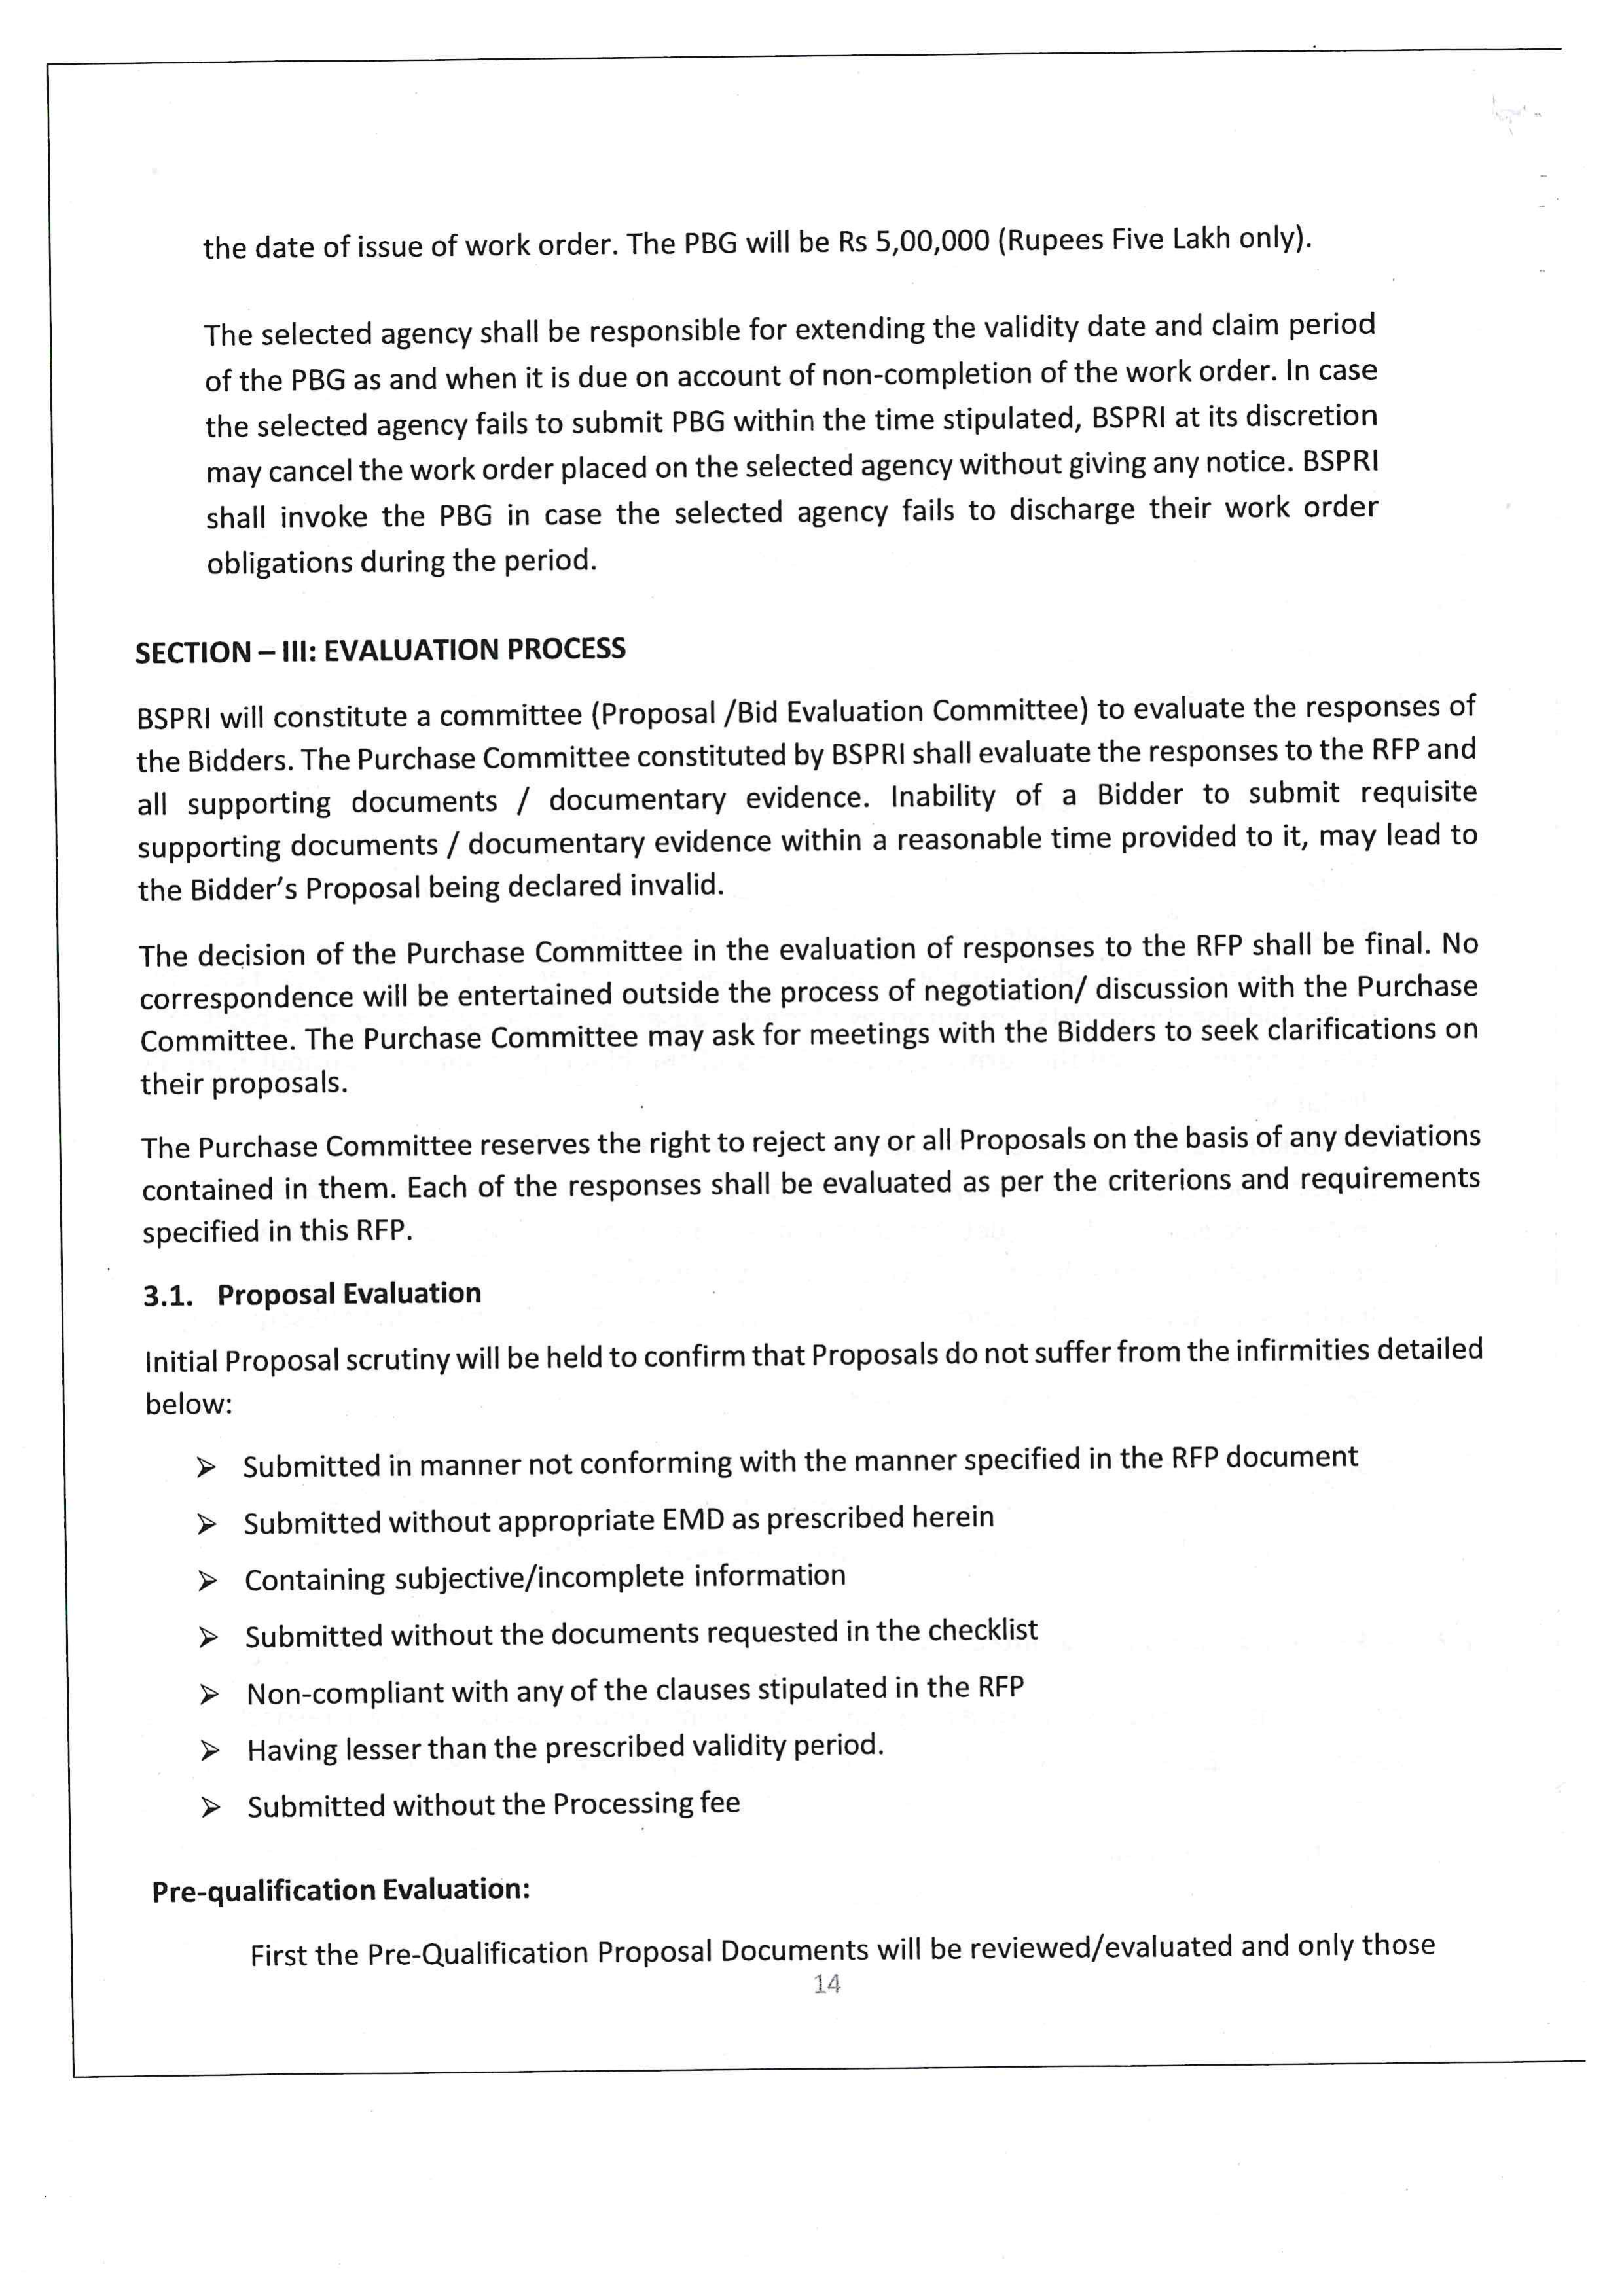 the date of issue of work order. The PBG will be Rs 5,00,000 (Rupees Five Lakh only).
The selected agency shall be responsible for extending the validity date and claim period
of the PBG as and when it is due on account of non-completion of the work order. In case
the selected agency fails to submit PBG within the time stipulated, BSPRI at its discretion
may cancel the work order placed on the selected agency without giving any notice. BSPRI
shall invoke the PBG in case the selected agency fails to discharge their work order
obligations during the period.
SECTION – III: EVALUATION PROCESS
BSPRI will constitute a committee (Proposal /Bid Evaluation Committee) to evaluate the responses of
the Bidders. The Purchase Committee constituted by BSPRI shall evaluate the responses to the RFP and
all supporting documents / documentary evidence. Inability of a Bidder to submit requisite
supporting documents / documentary evidence within a reasonable time provided to it, may lead to
the Bidder's Proposal being declared invalid.
The decision of the Purchase Committee in the evaluation of responses to the RFP shall be final. No
correspondence will be entertained outside the process of negotiation/ discussion with the Purchase
Committee. The Purchase Committee may ask for meetings with the Bidders to seek clarifications on
their proposals.
The Purchase Committee reserves the right to reject any or all Proposals on the basis of any deviations
contained in them. Each of the responses shall be evaluated as per the criterions and requirements
specified in this RFP.
3.1. Proposal Evaluation
Initial Proposal scrutiny will be held to confirm that Proposals do not suffer from the infirmities detailed
below:
➢ Submitted in manner not conforming with the manner specified in the RFP document
➢ Submitted without appropriate EMD as prescribed herein
➢ Containing subjective/incomplete information
➢ Submitted without the documents requested in the checklist
➢ Non-compliant with any of the clauses stipulated in the RFP
➢ Having lesser than the prescribed validity period.
➢ Submitted without the Processing fee
Pre-qualification Evaluation:
First the Pre-Qualification Proposal Documents will be reviewed/evaluated and only those
14